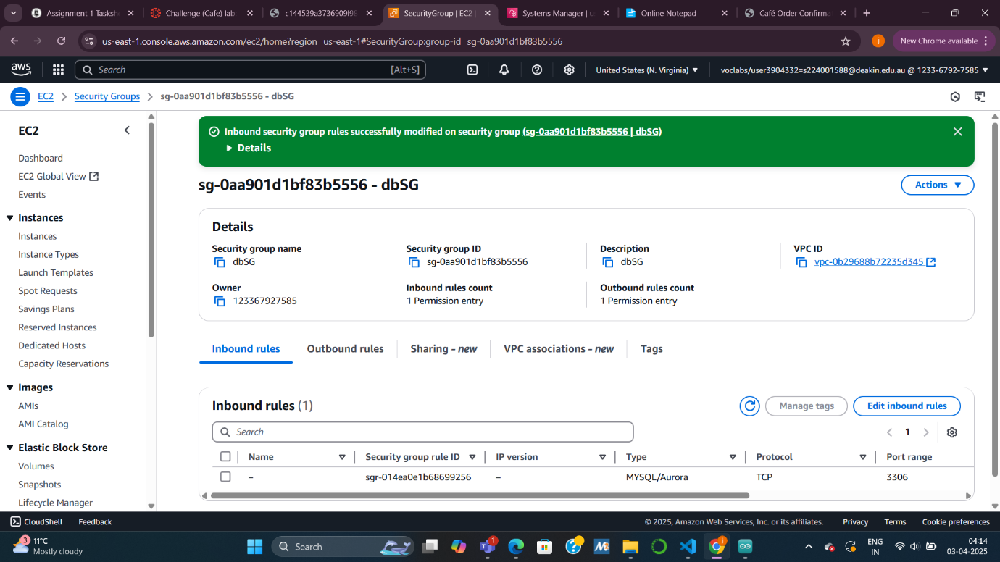 Assignment 1 Tasksh
Challenge (Cafe) lab:
c144539a3736909l98
SecurityGroup | EC2 |
Systems Manager | u
Online Notepad
Café Order Confirma
us-east-1.console.aws.amazon.com/ec2/home?region=us-east-1#SecurityGroup:group-id=sg-0aa901d1bf83b5556
j
New Chrome available
aws
Search
[Alt+S]
United States (N. Virginia)
voclabs/user3904332=s224001588@deakin.edu.au @ 1233-6792-7585
EC2
Security Groups
sg-0aa901d1bf83b5556 - dbSG
EC2
Dashboard
EC2 Global View
Events
Instances
Instances
Instance Types
Launch Templates
Spot Requests
Savings Plans
Reserved Instances
Dedicated Hosts
Capacity Reservations
Images
AMIs
AMI Catalog
Elastic Block Store
Volumes
Snapshots
Lifecycle Manager
Inbound security group rules successfully modified on security group (sg-0aa901d1bf83b5556 | dbSG)
Details
sg-0aa901d1bf83b5556 - dbSG
Actions
Details
Security group name
dbSG
Security group ID
sg-0aa901d1bf83b5556
Description
dbSG
VPC ID
vpc-0b29688b72235d345
Owner
123367927585
Inbound rules count
1 Permission entry
Outbound rules count
1 Permission entry
Inbound rules
Outbound rules
Sharing - new
VPC associations - new
Tags
Inbound rules (1)
Manage tags
Edit inbound rules
Search
1
Name
Security group rule ID
IP version
Type
Protocol
Port range
–
sgr-014ea0e1b68699256
–
MYSQL/Aurora
TCP
3306
CloudShell
Feedback
© 2025, Amazon Web Services, Inc. or its affiliates.
Privacy
Terms
Cookie preferences
3
11°C
Mostly cloudy
Search
1
ENG
IN
04:14
03-04-2025